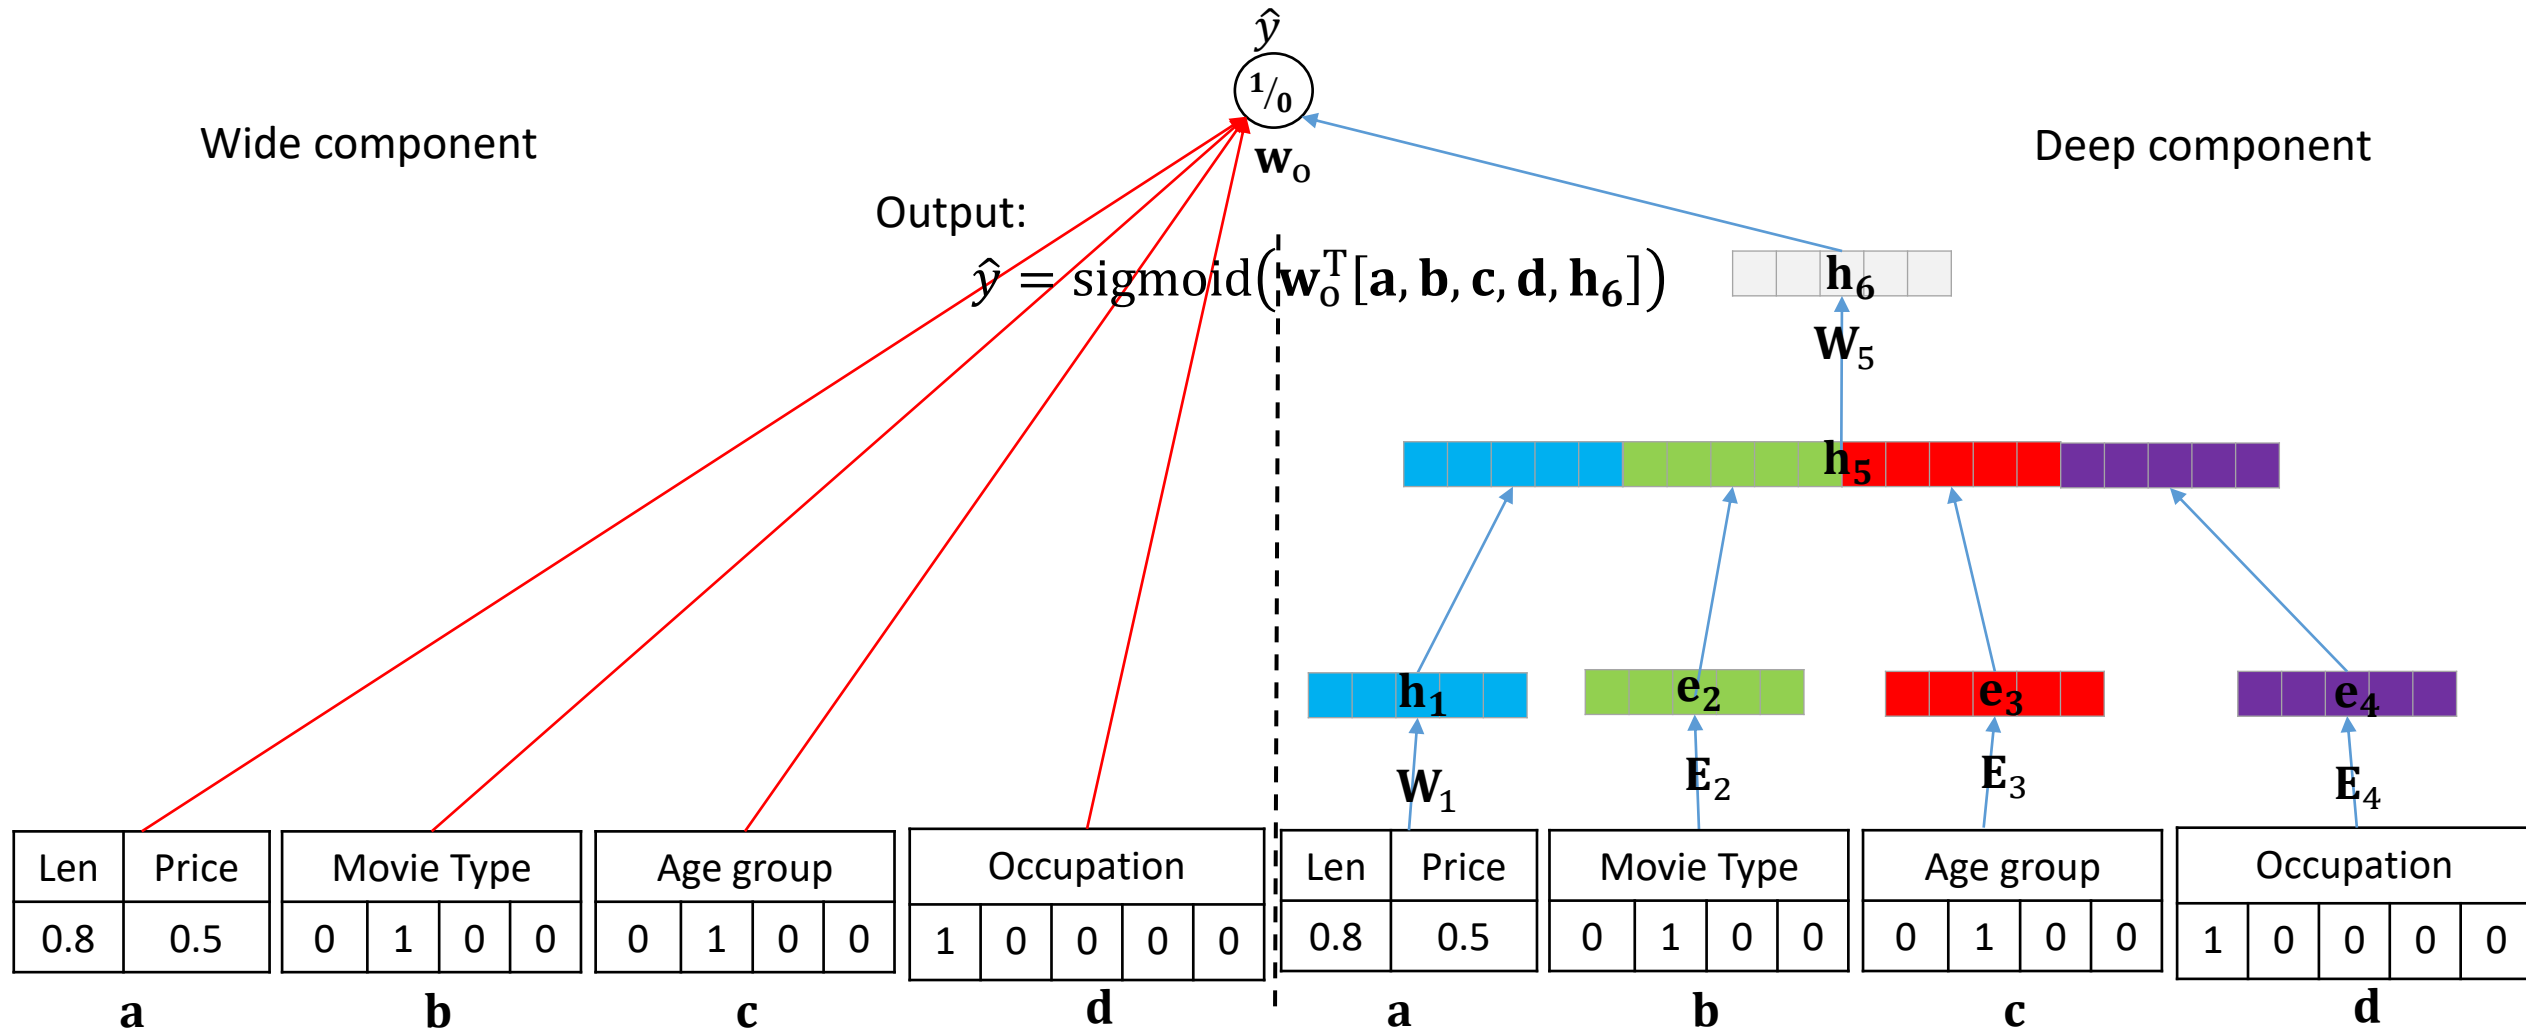 ŷ
1/0
Wide component
Deep component
w_o
Output:
ŷ = sigmoid(w_o^T[a, b, c, d, h_6])
h_6
W_5
h_5
h_1 e_2 e_3 e_4
W_1 E_2 E_3 E_4
Len Price Movie Type Age group Occupation Len Price Movie Type Age group Occupation
0.8 0.5 0 1 0 0 0 1 0 0 1 0 0 0 0 0.8 0.5 0 1 0 0 0 1 0 0 1 0 0 0 0
a b c d a b c d